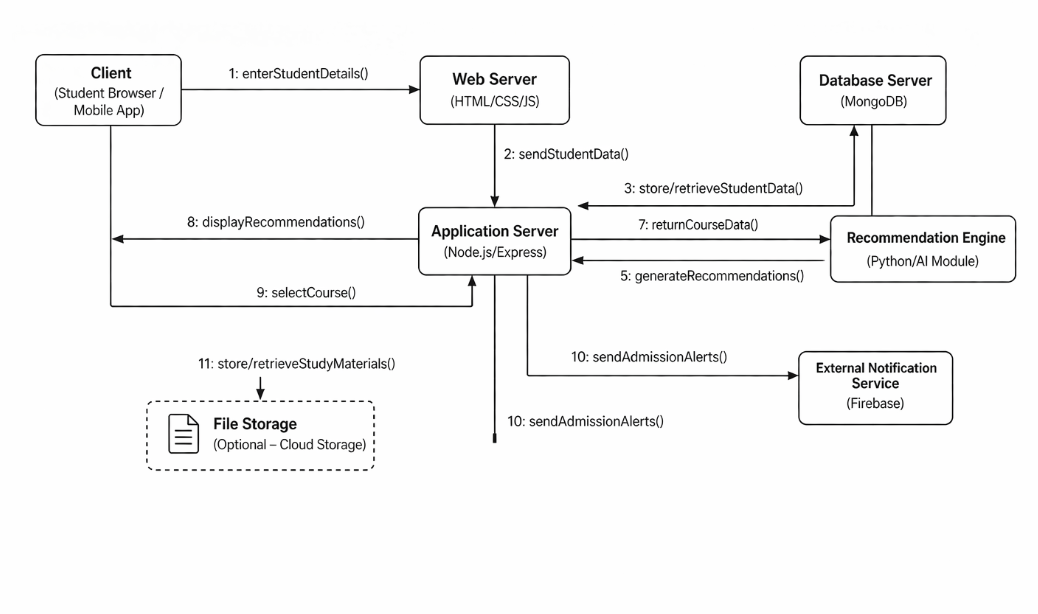 Client
(Student Browser /
Mobile App)
1: enterStudentDetails()
Web Server
(HTML/CSS/JS)
Database Server
(MongoDB)
2: sendStudentData()
3: store/retrieveStudentData()
8: displayRecommendations()
Application Server
(Node.js/Express)
7: returnCourseData()
Recommendation Engine
(Python/AI Module)
5: generateRecommendations()
9: selectCourse()
10: sendAdmissionAlerts()
External Notification
Service
(Firebase)
11: store/retrieveStudyMaterials()
File Storage
(Optional – Cloud Storage)
10: sendAdmissionAlerts()